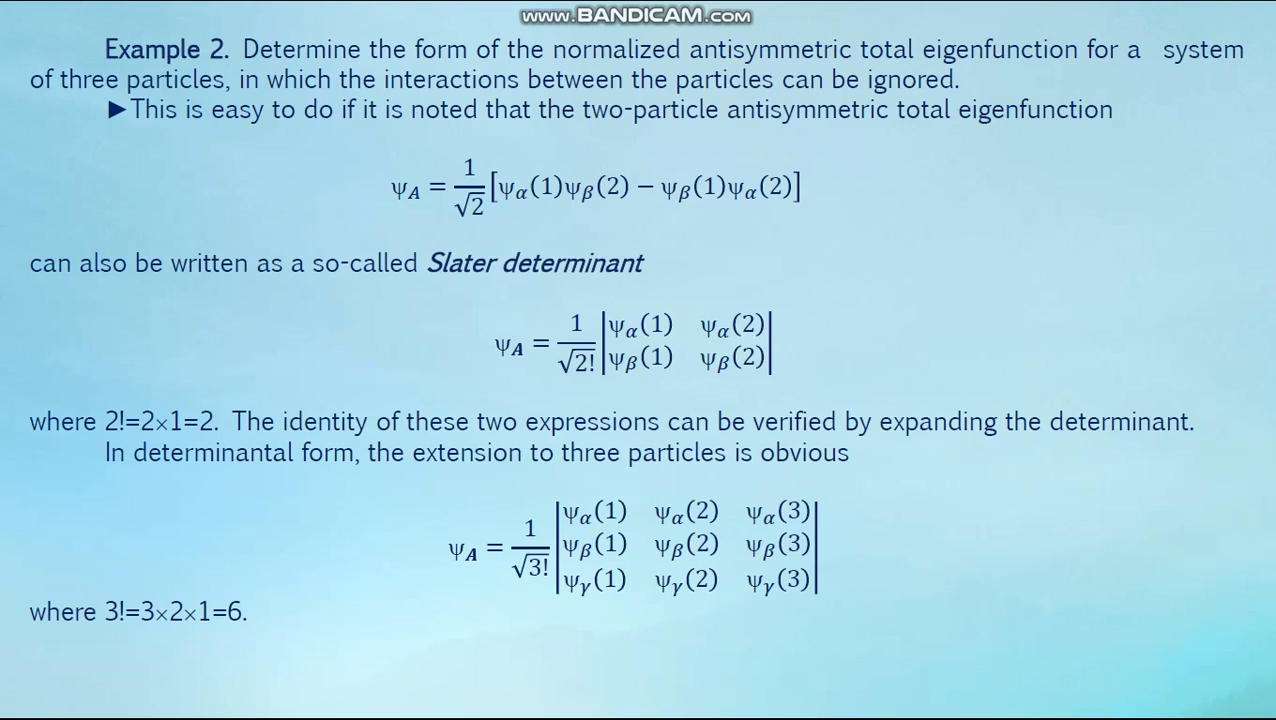 www.BANDICAM.com
Example 2. Determine the form of the normalized antisymmetric total eigenfunction for a system
of three particles, in which the interactions between the particles can be ignored.
►This is easy to do if it is noted that the two-particle antisymmetric total eigenfunction
ψ_A = 1/√2 [ψ_α(1)ψ_β(2) − ψ_β(1)ψ_α(2)]
can also be written as a so-called Slater determinant
ψ_A = 1/√2! |ψ_α(1) ψ_α(2)|
|ψ_β(1) ψ_β(2)|
where 2!=2×1=2. The identity of these two expressions can be verified by expanding the determinant.
In determinantal form, the extension to three particles is obvious
|ψ_α(1) ψ_α(2) ψ_α(3)|
ψ_A = 1/√3! |ψ_β(1) ψ_β(2) ψ_β(3)|
|ψ_γ(1) ψ_γ(2) ψ_γ(3)|
where 3!=3×2×1=6.